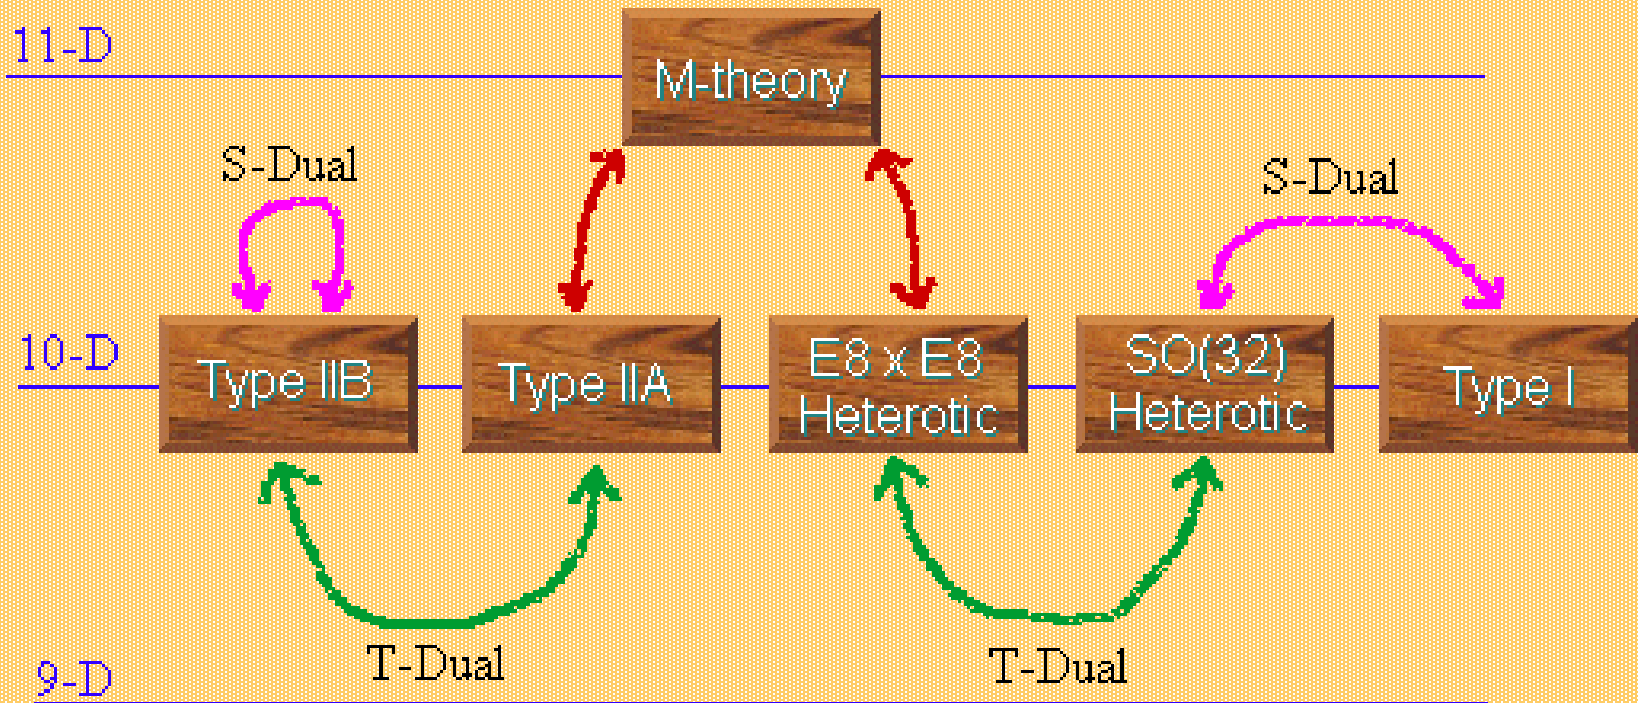 11-D
M-theory
S-Dual
S-Dual
10-D
Type IIB
Type IIA
E8 x E8
Heterotic
SO(32)
Heterotic
Type I
T-Dual
T-Dual
9-D